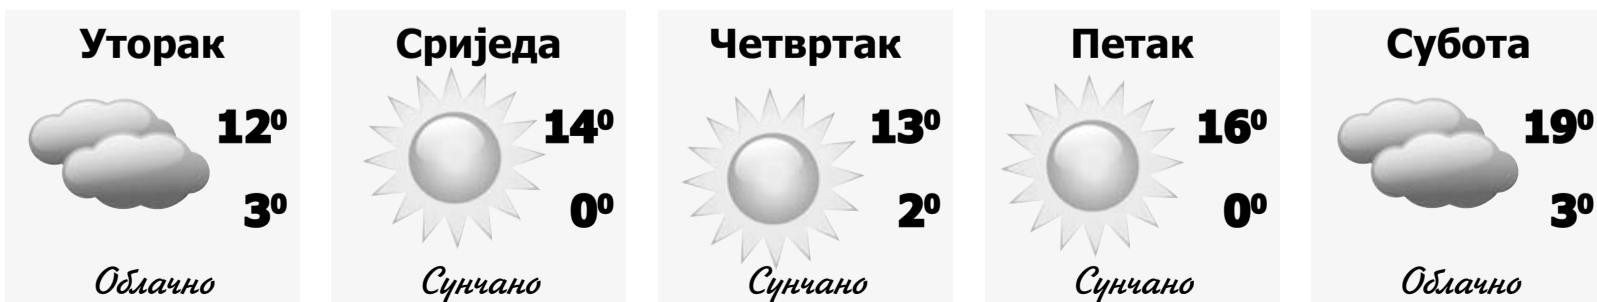 Уторак
12⁰
3⁰
Облачно
Сриједа
14⁰
0⁰
Сунчано
Четвртак
13⁰
2⁰
Сунчано
Петак
16⁰
0⁰
Сунчано
Субота
19⁰
3⁰
Облачно